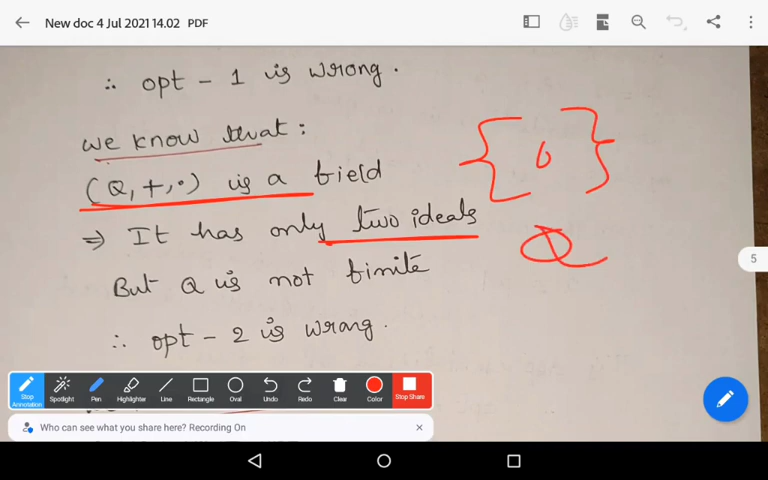 New doc 4 Jul 2021 14.02 PDF
∴ opt - 1 is wrong.
we know that:
(Q, +, ·) is a field
{ 0 }
⇒ It has only two ideals
Q
But Q is not finite
5
∴ opt - 2 is wrong.
Stop Annotation Spotlight Pen Highlighter Line Rectangle Oval Undo Redo Clear Color Stop Share
Who can see what you share here? Recording On